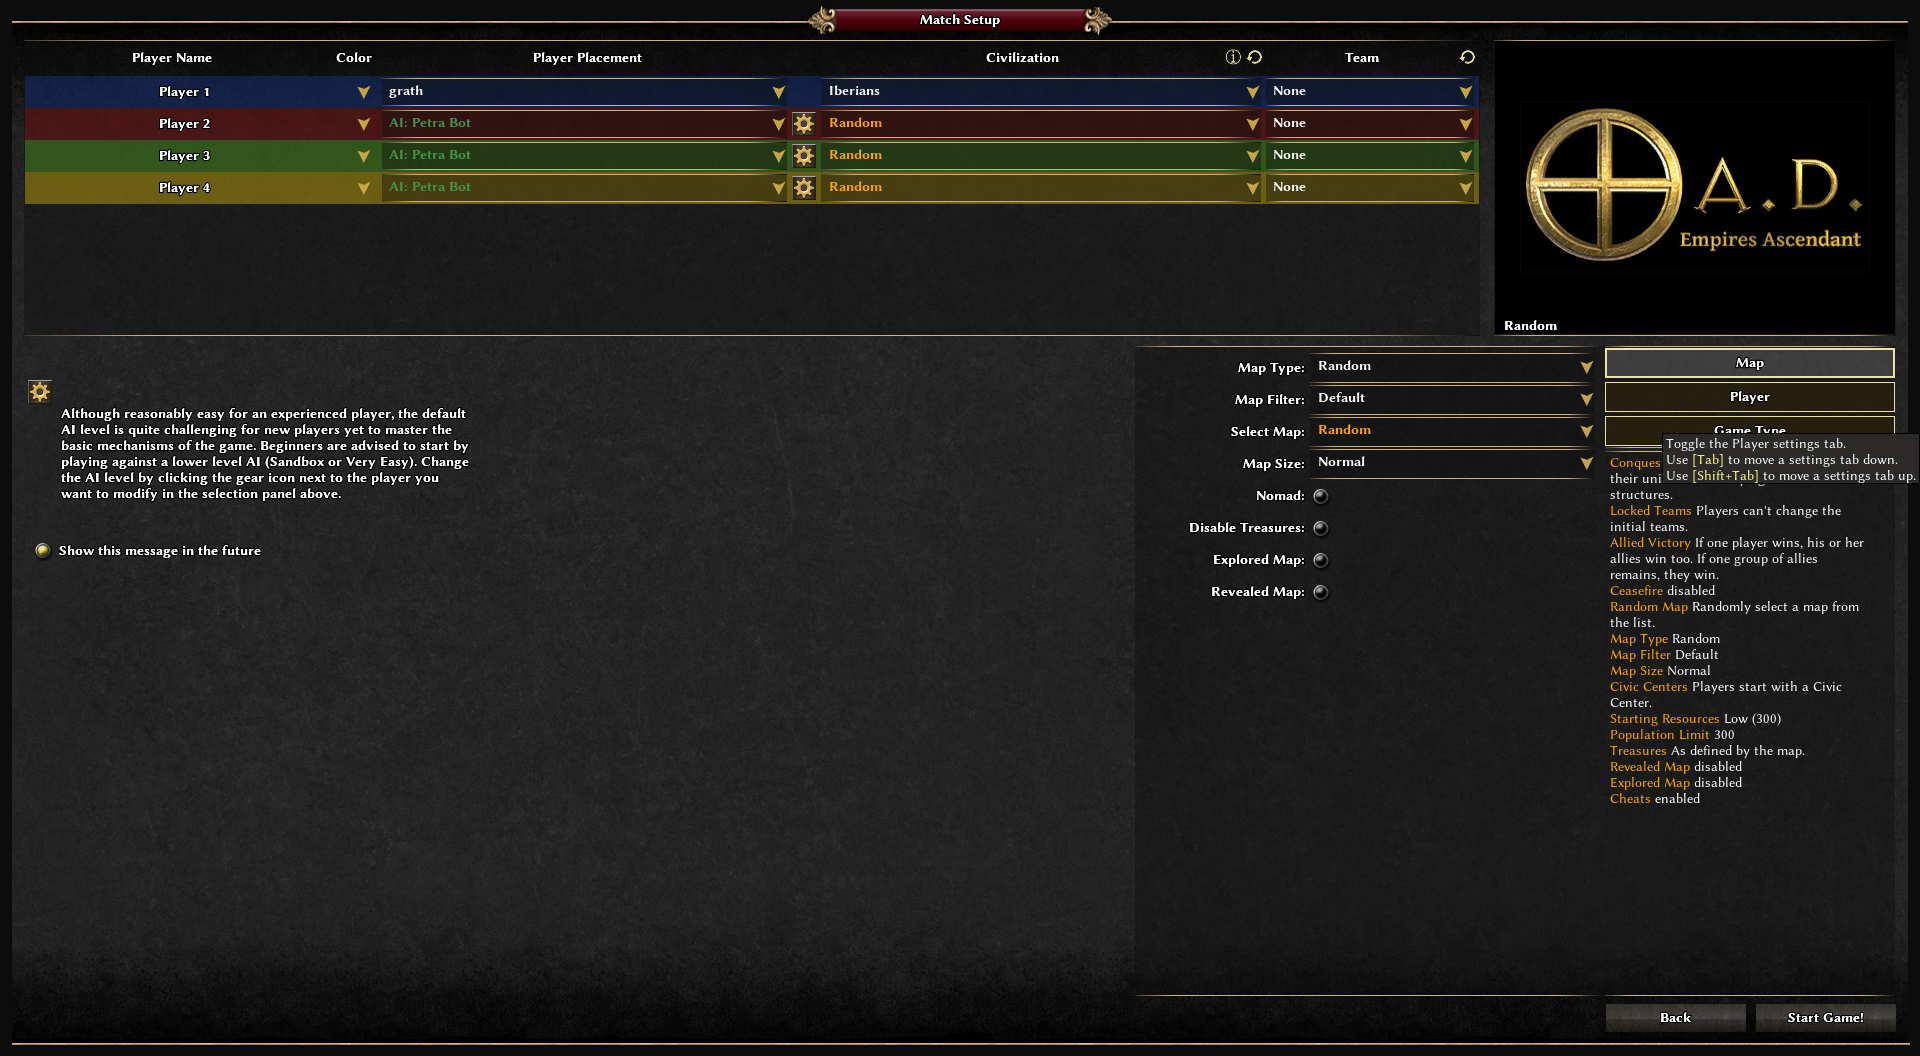 Match Setup
Player Name Color Player Placement Civilization Team
Player 1 grath Iberians None
Player 2 AI: Petra Bot Random None
Player 3 AI: Petra Bot Random None
Player 4 AI: Petra Bot Random None
A.D.
Empires Ascendant
Random
Although reasonably easy for an experienced player, the default
AI level is quite challenging for new players yet to master the
basic mechanisms of the game. Beginners are advised to start by
playing against a lower level AI (Sandbox or Very Easy). Change
the AI level by clicking the gear icon next to the player you
want to modify in the selection panel above.
Show this message in the future
Map Type: Random
Map Filter: Default
Select Map: Random
Map Size: Normal
Nomad:
Disable Treasures:
Explored Map:
Revealed Map:
Map
Player
Game Type
Toggle the Player settings tab.
Use [Tab] to move a settings tab down.
Use [Shift+Tab] to move a settings tab up.
their
structures.
Locked Teams Players can't change the
initial teams.
Allied Victory If one player wins, his or her
allies win too. If one group of allies
remains, they win.
Ceasefire disabled
Random Map Randomly select a map from
the list.
Map Type Random
Map Filter Default
Map Size Normal
Civic Centers Players start with a Civic
Center.
Starting Resources Low (300)
Population Limit 300
Treasures As defined by the map.
Revealed Map disabled
Explored Map disabled
Cheats enabled
Back
Start Game!